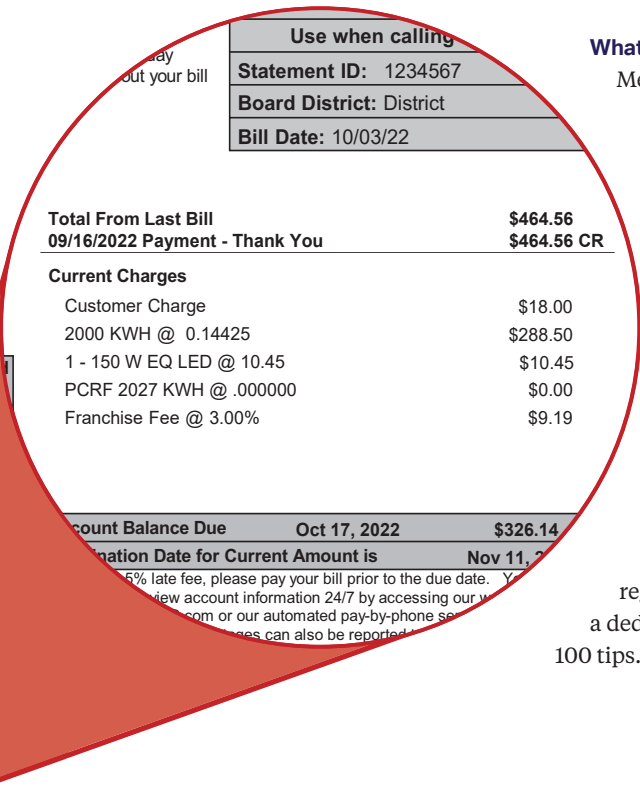 Use when calling
out your bill
Statement ID: 1234567
Board District: District
Bill Date: 10/03/22
Total From Last Bill $464.56
09/16/2022 Payment - Thank You $464.56 CR
Current Charges
Customer Charge $18.00
2000 KWH @ 0.14425 $288.50
1 - 150 W EQ LED @ 10.45 $10.45
PCRF 2027 KWH @ .000000 $0.00
Franchise Fee @ 3.00% $9.19
Balance Due Oct 17, 2022 $326.14
Date for Current Amount is Nov 11,
5% late fee, please pay your bill prior to the due date.
view account information 24/7 by accessing our
.com or our automated pay-by-phone
can also be reported
What
a
100 tips.